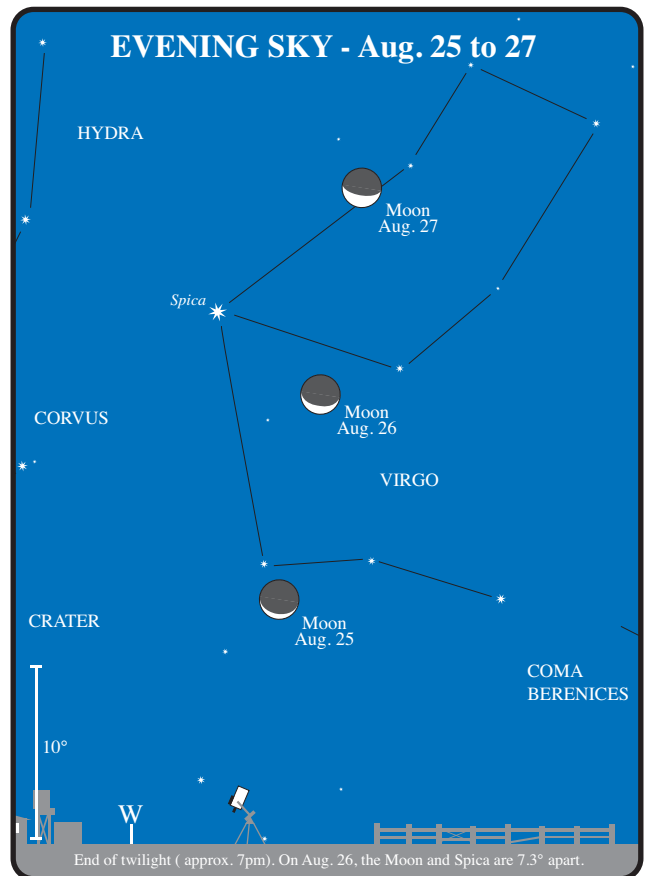 EVENING SKY - Aug. 25 to 27
HYDRA
Moon
Aug. 27
Spica
CORVUS
Moon
Aug. 26
VIRGO
CRATER
Moon
Aug. 25
COMA
BERENICES
10°
W
End of twilight ( approx. 7pm). On Aug. 26, the Moon and Spica are 7.3° apart.